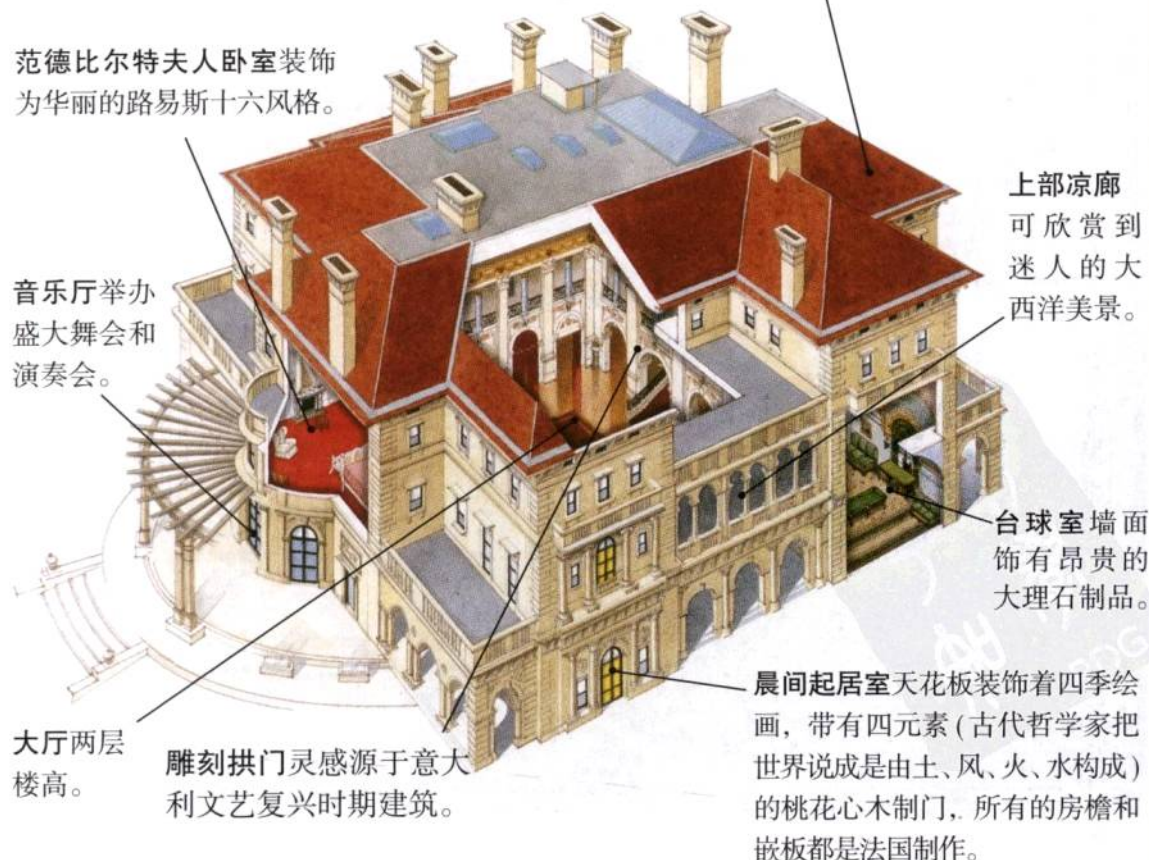 范德比尔特夫人卧室装饰
为华丽的路易斯十六风格。
上部凉廊
可欣赏到
迷人的大
西洋美景。
音乐厅举办
盛大舞会和
演奏会。
台球室墙面
饰有昂贵的
大理石制品。
晨间起居室天花板装饰着四季绘
画，带有四元素(古代哲学家把
世界说成是由土、风、火、水构成)
的桃花心木制门，所有的房檐和
嵌板都是法国制作。
大厅两层
楼高。
雕刻拱门灵感源于意大
利文艺复兴时期建筑。